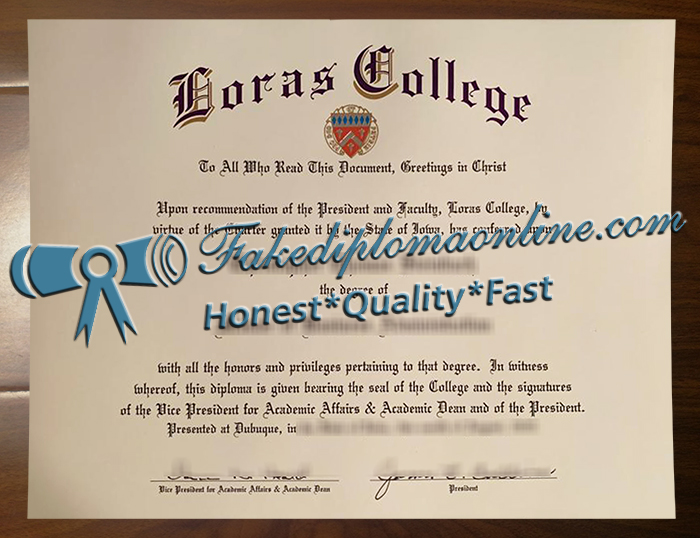 Loras College
To All Who Read This Document, Greetings in Christ
Upon recommendation of the President and Faculty, Loras College, by
virtue of the Charter granted it by the State of Iowa, has conferred upon
Fakediplomaonline.com
the degree of
Honest*Quality*Fast
with all the honors and privileges pertaining to that degree. In witness
whereof, this diploma is given bearing the seal of the College and the signatures
of the Vice President for Academic Affairs & Academic Dean and of the President.
Presented at Dubuque, in
Vice President for Academic Affairs & Academic Dean
President